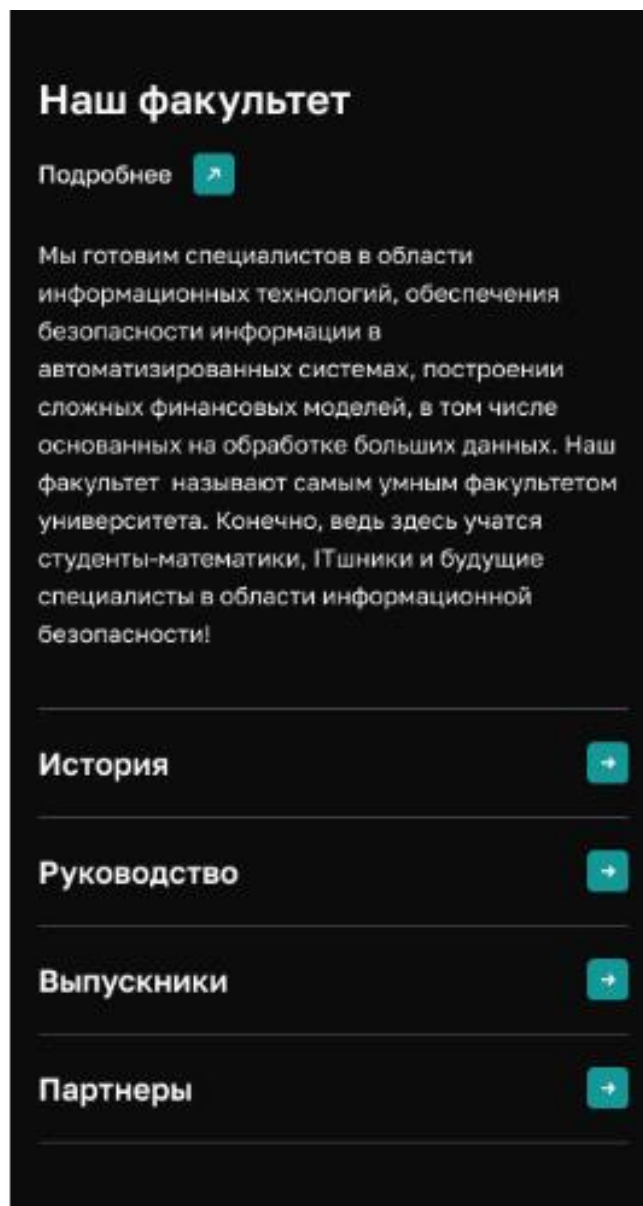 Наш факультет
Подробнее
Мы готовим специалистов в области
информационных технологий, обеспечения
безопасности информации в
автоматизированных системах, построении
сложных финансовых моделей, в том числе
основанных на обработке больших данных. Наш
факультет  называют самым умным факультетом
университета. Конечно, ведь здесь учатся
студенты-математики, ITшники и будущие
специалисты в области информационной
безопасности!
История
Руководство
Выпускники
Партнеры